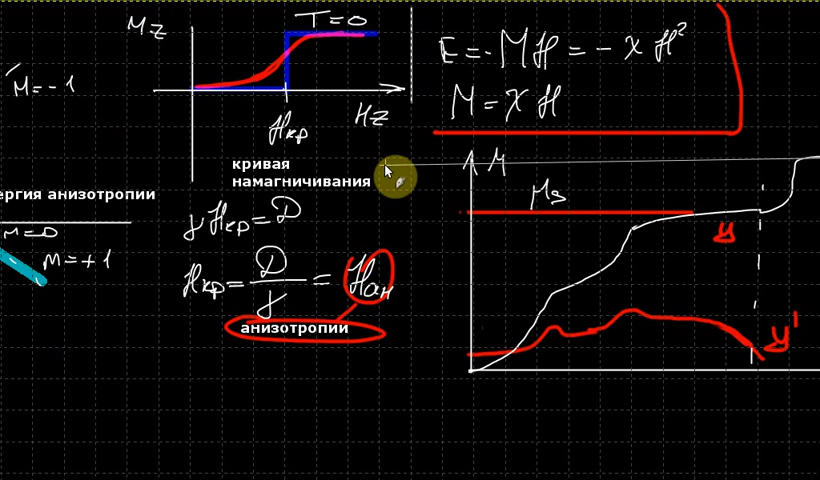 Mz
T=0
M=-1
Hкр
Hz
кривая
намагничивания
E=-MH=-χH²
M=χH
ергия анизотропии
m=0
m=+1
γHкр=D
Hкр=D/γ=Hан
анизотропии
M
Ms
y
y'